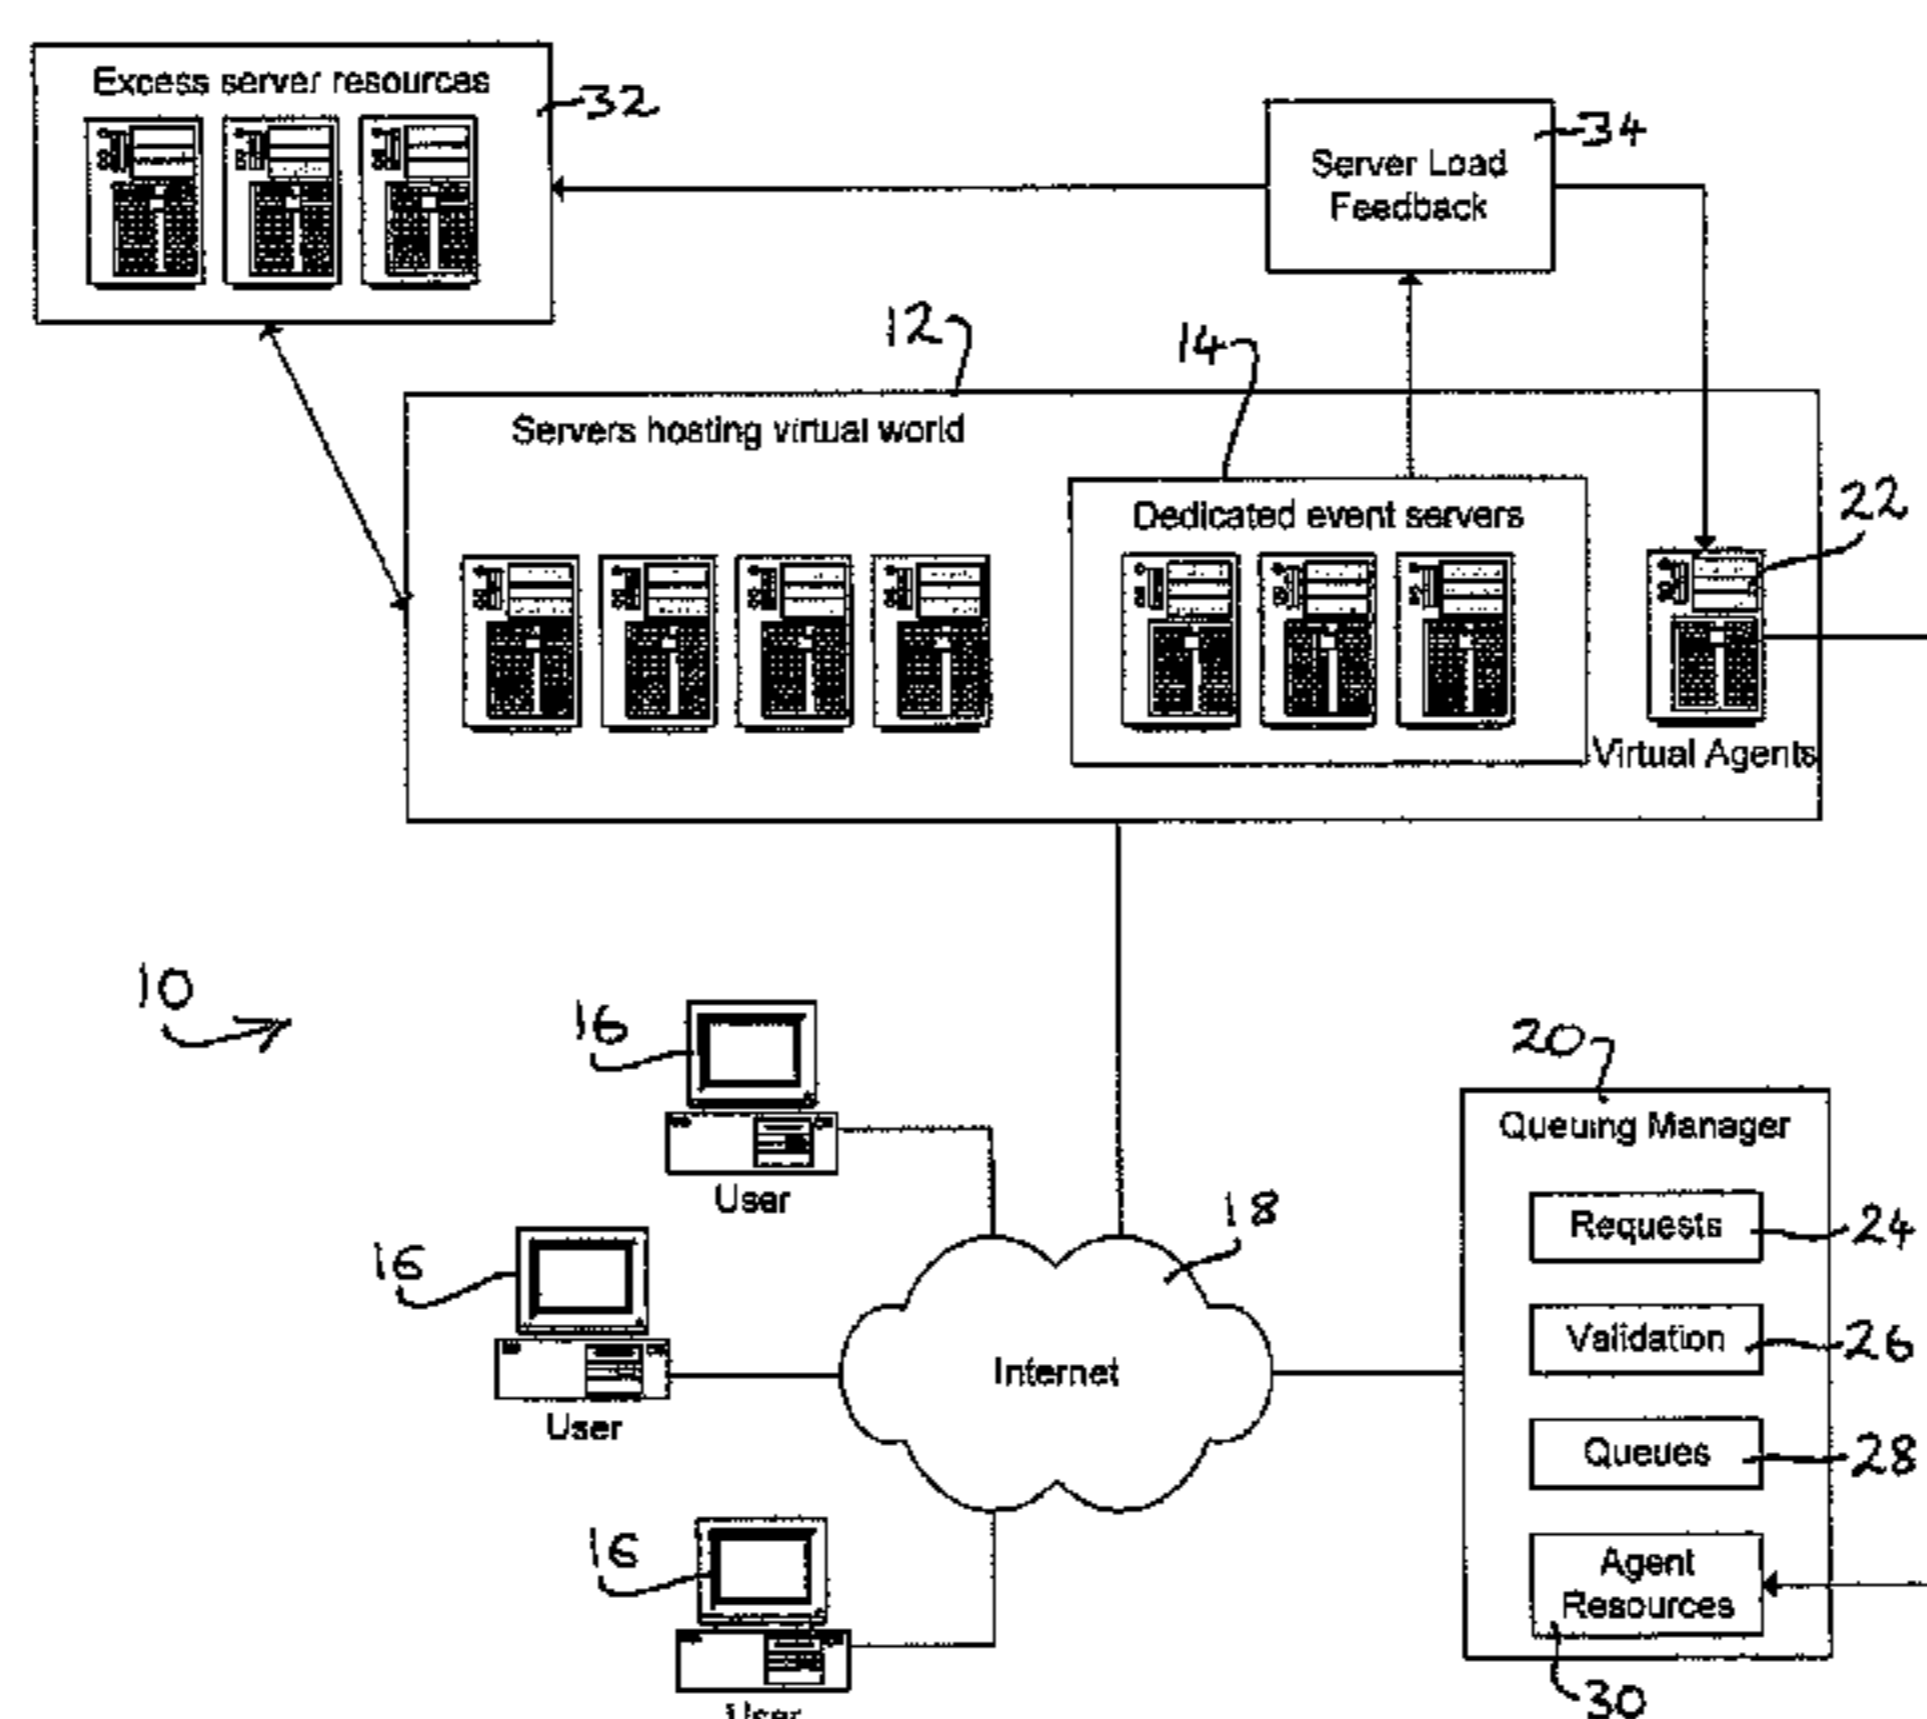 Excess server resources
32
Server Load
Feedback
34
12
14
Servers hosting virtual world
Dedicated event servers
22
Virtual Agents
10
16
User
20
Queuing Manager
Requests
24
18
16
User
Internet
Validation
26
Queues
28
16
User
Agent
Resources
30